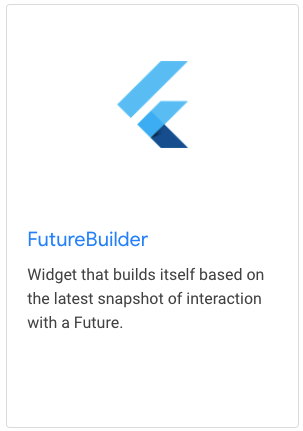 FutureBuilder
Widget that builds itself based on
the latest snapshot of interaction
with a Future.